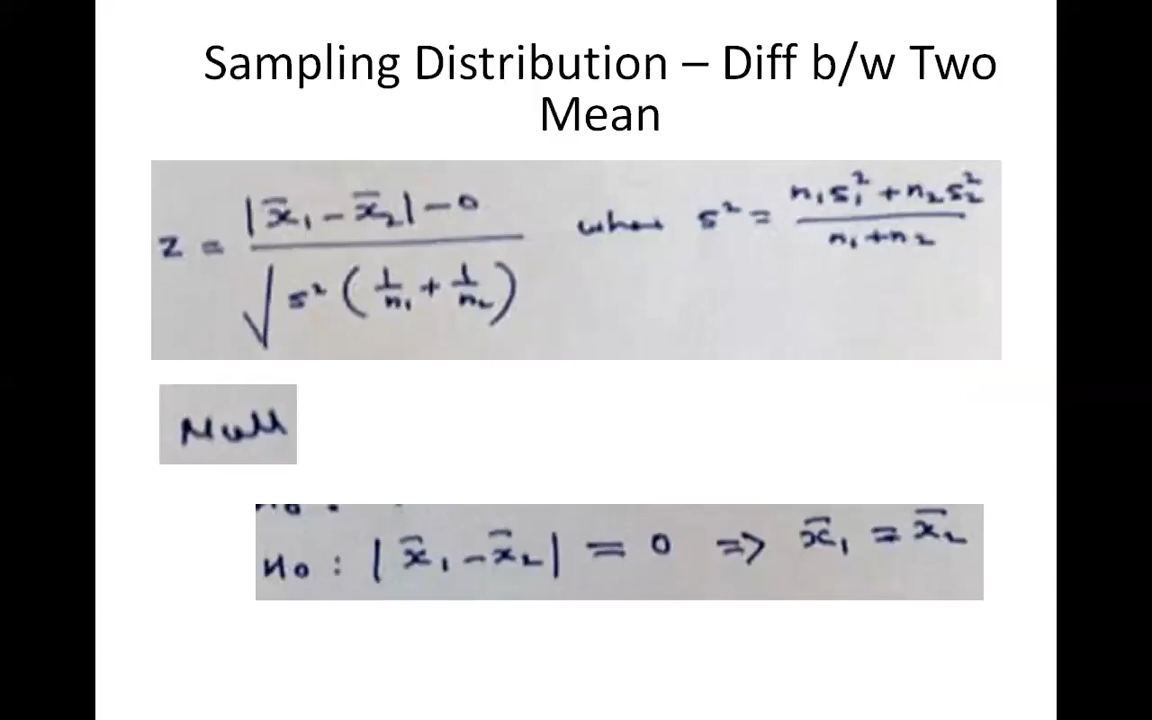 Sampling Distribution – Diff b/w Two
Mean
z = (|x̄₁ - x̄₂| - 0) / √(s² (1/n₁ + 1/n₂)) where s² = (n₁s₁² + n₂s₂²) / (n₁ + n₂)
Null
H₀ : |x̄₁ - x̄₂| = 0 => x̄₁ = x̄₂